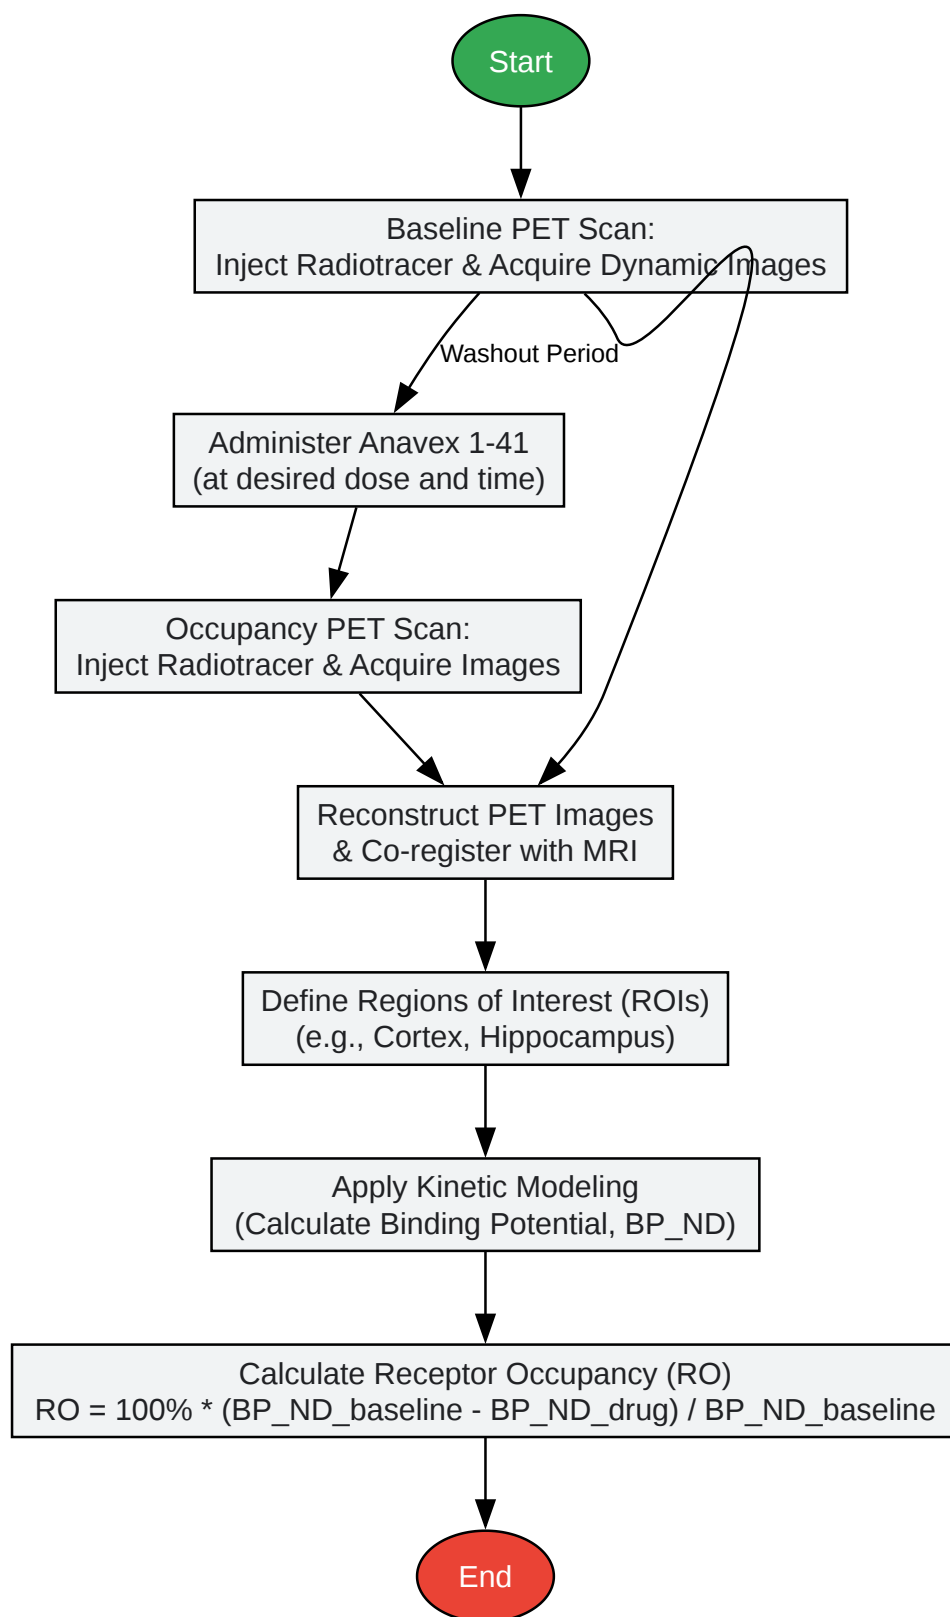 Start
Baseline PET Scan:
Inject Radiotracer & Acquire Dynamic Images
Washout Period
Administer Anavex 1-41
(at desired dose and time)
Occupancy PET Scan:
Inject Radiotracer & Acquire Images
Reconstruct PET Images
& Co-register with MRI
Define Regions of Interest (ROIs)
(e.g., Cortex, Hippocampus)
Apply Kinetic Modeling
(Calculate Binding Potential, BP_ND)
Calculate Receptor Occupancy (RO)
RO = 100% * (BP_ND_baseline - BP_ND_drug) / BP_ND_baseline
End